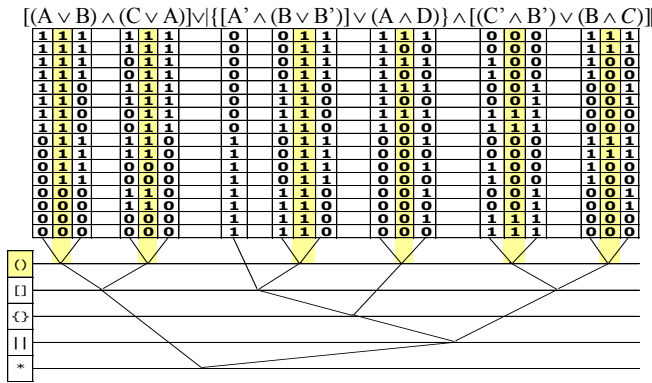 [(A ∨ B) ∧ (C ∨ A)]∨|{[A’ ∧ (B ∨ B’)] ∨ (A ∧ D)} ∧ [(C’ ∧ B’) ∨ (B ∧ C)]|
1 1 1 1 1 1 0 0 1 1 1 1 1 0 0 0 1 1 1
1 1 1 1 1 1 0 0 1 1 1 0 0 0 0 0 1 1 1
1 1 1 0 1 1 0 0 1 1 1 1 1 1 0 0 1 0 0
1 1 1 0 1 1 0 0 1 1 1 0 0 1 0 0 1 0 0
1 1 0 1 1 1 0 1 1 0 1 1 1 0 0 1 0 0 1
1 1 0 1 1 1 0 1 1 0 1 0 0 0 0 1 0 0 1
1 1 0 0 1 1 0 1 1 0 1 1 1 1 1 1 0 0 0
1 1 0 0 1 1 0 1 1 0 1 0 0 1 1 1 0 0 0
0 1 1 1 1 0 1 0 1 1 0 0 1 0 0 0 1 1 1
0 1 1 1 1 0 1 0 1 1 0 0 0 0 0 0 1 1 1
0 1 1 0 0 0 1 0 1 1 0 0 1 1 0 0 1 0 0
0 1 1 0 0 0 1 0 1 1 0 0 0 1 0 0 1 0 0
0 0 0 1 1 0 1 1 1 0 0 0 1 0 0 1 0 0 1
0 0 0 1 1 0 1 1 1 0 0 0 0 0 0 1 0 0 1
0 0 0 0 0 0 1 1 1 0 0 0 1 1 1 1 0 0 0
0 0 0 0 0 0 1 1 1 0 0 0 0 1 1 1 0 0 0
()
[]
{}
||
*